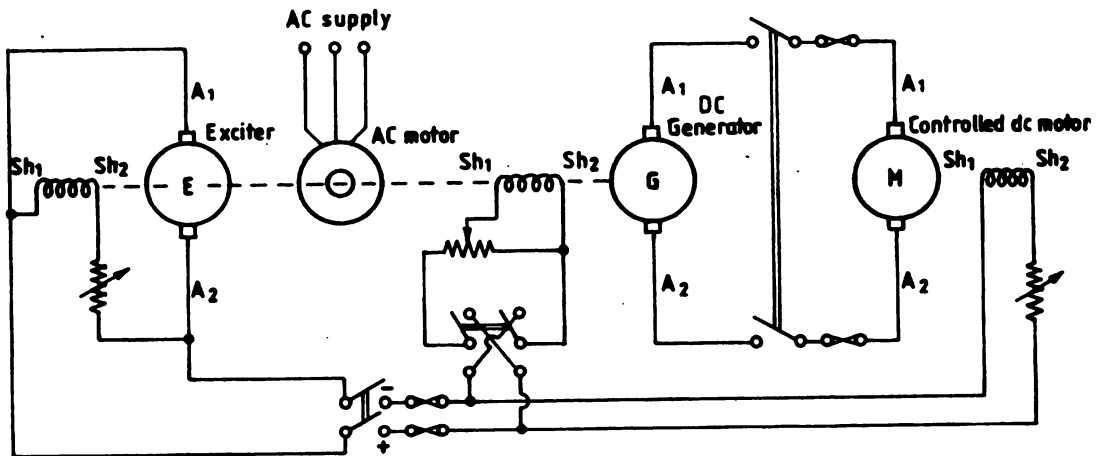 AC supply
A1
Exciter
AC motor
Sh1
Sh2
E
A2
Sh1
Sh2
A1
DC
Generator
G
A2
A1
Controlled dc motor
M
Sh1
Sh2
A2
-
+